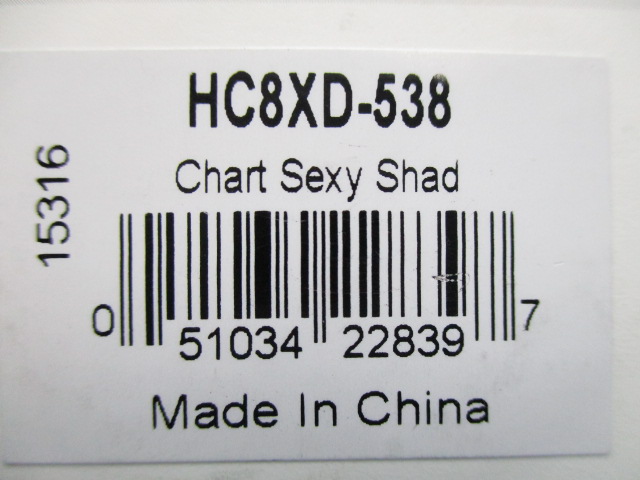 HC8XD-538
Chart Sexy Shad
15316
0 51034 22839 7
Made In China